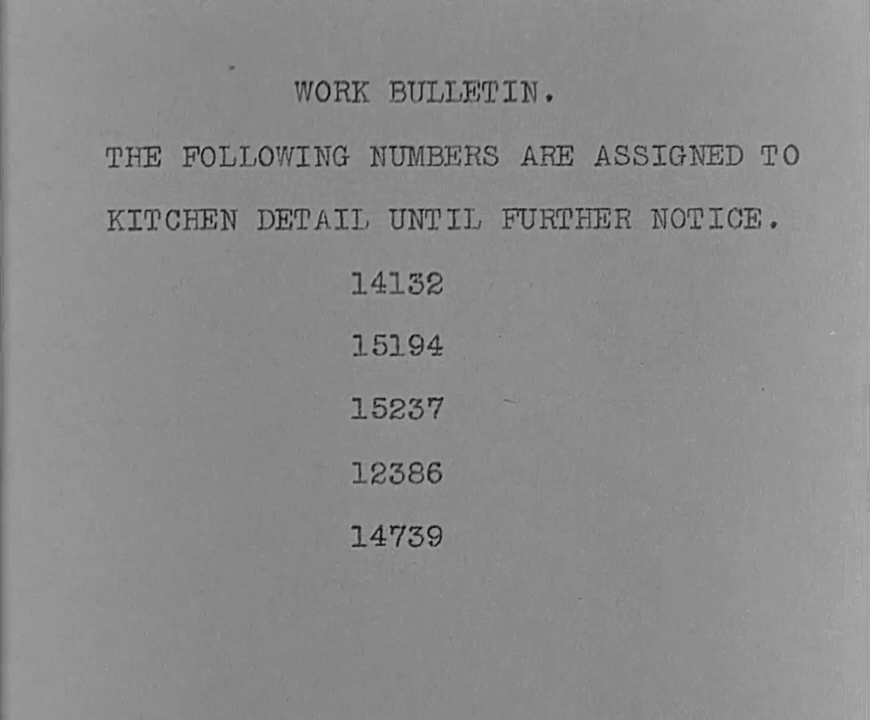 WORK BULLETIN.
THE FOLLOWING NUMBERS ARE ASSIGNED TO
KITCHEN DETAIL UNTIL FURTHER NOTICE.
14132
15194
15237
12386
14739